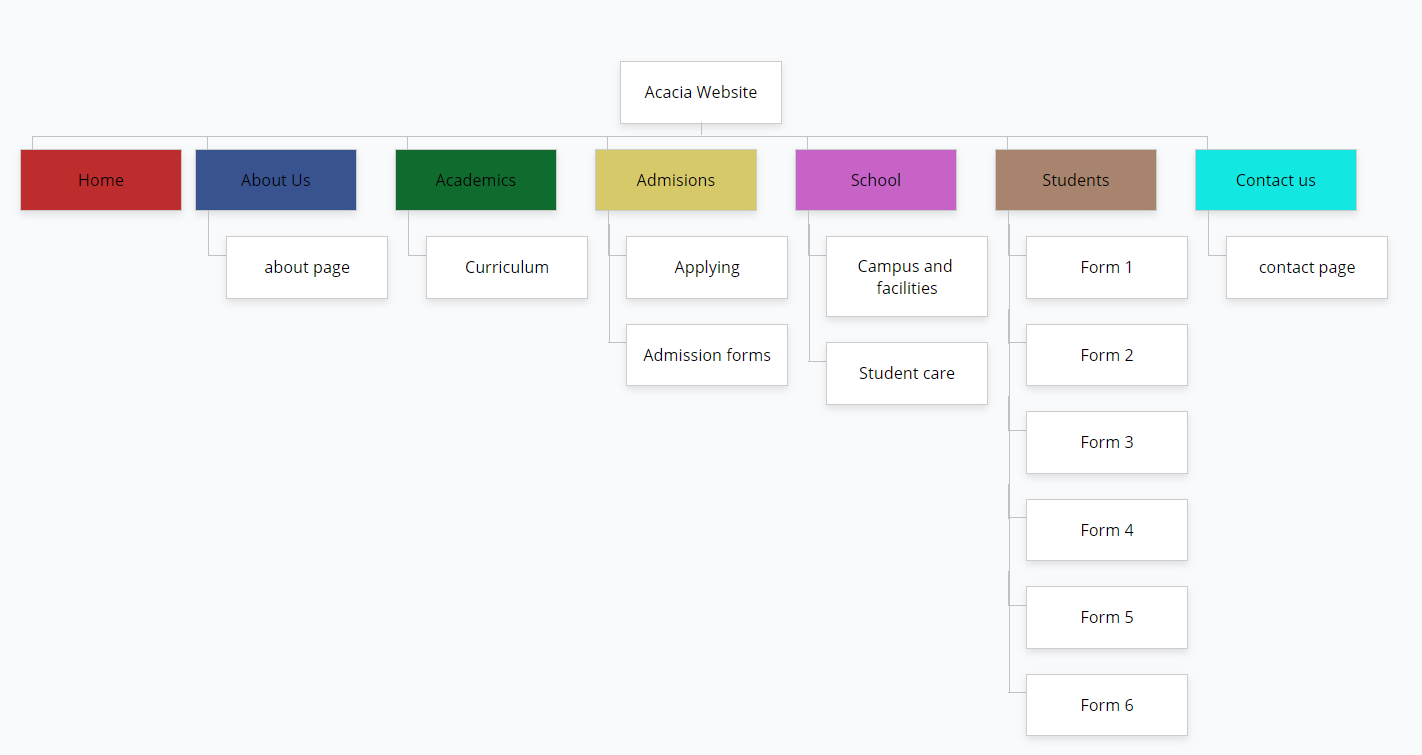 Acacia Website
Home
About Us
Academics
Admisions
School
Students
Contact us
about page
Curriculum
Applying
Campus and
facilities
Form 1
contact page
Admission forms
Student care
Form 2
Form 3
Form 4
Form 5
Form 6